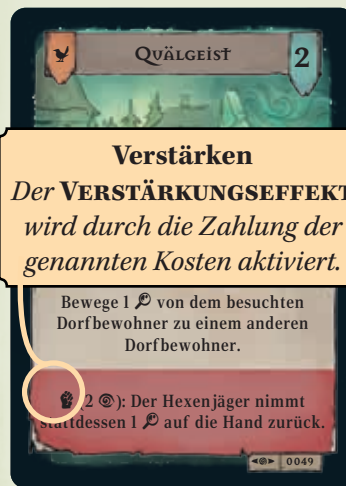 QUÄLGEIST 2
Verstärken
Der VERSTÄRKUNGSEFFEKT
wird durch die Zahlung der
genannten Kosten aktiviert.
Bewege 1 von dem besuchten
Dorfbewohner zu einem anderen
Dorfbewohner.
(2 ): Der Hexenjäger nimmt
stattdessen 1 auf die Hand zurück.
0049